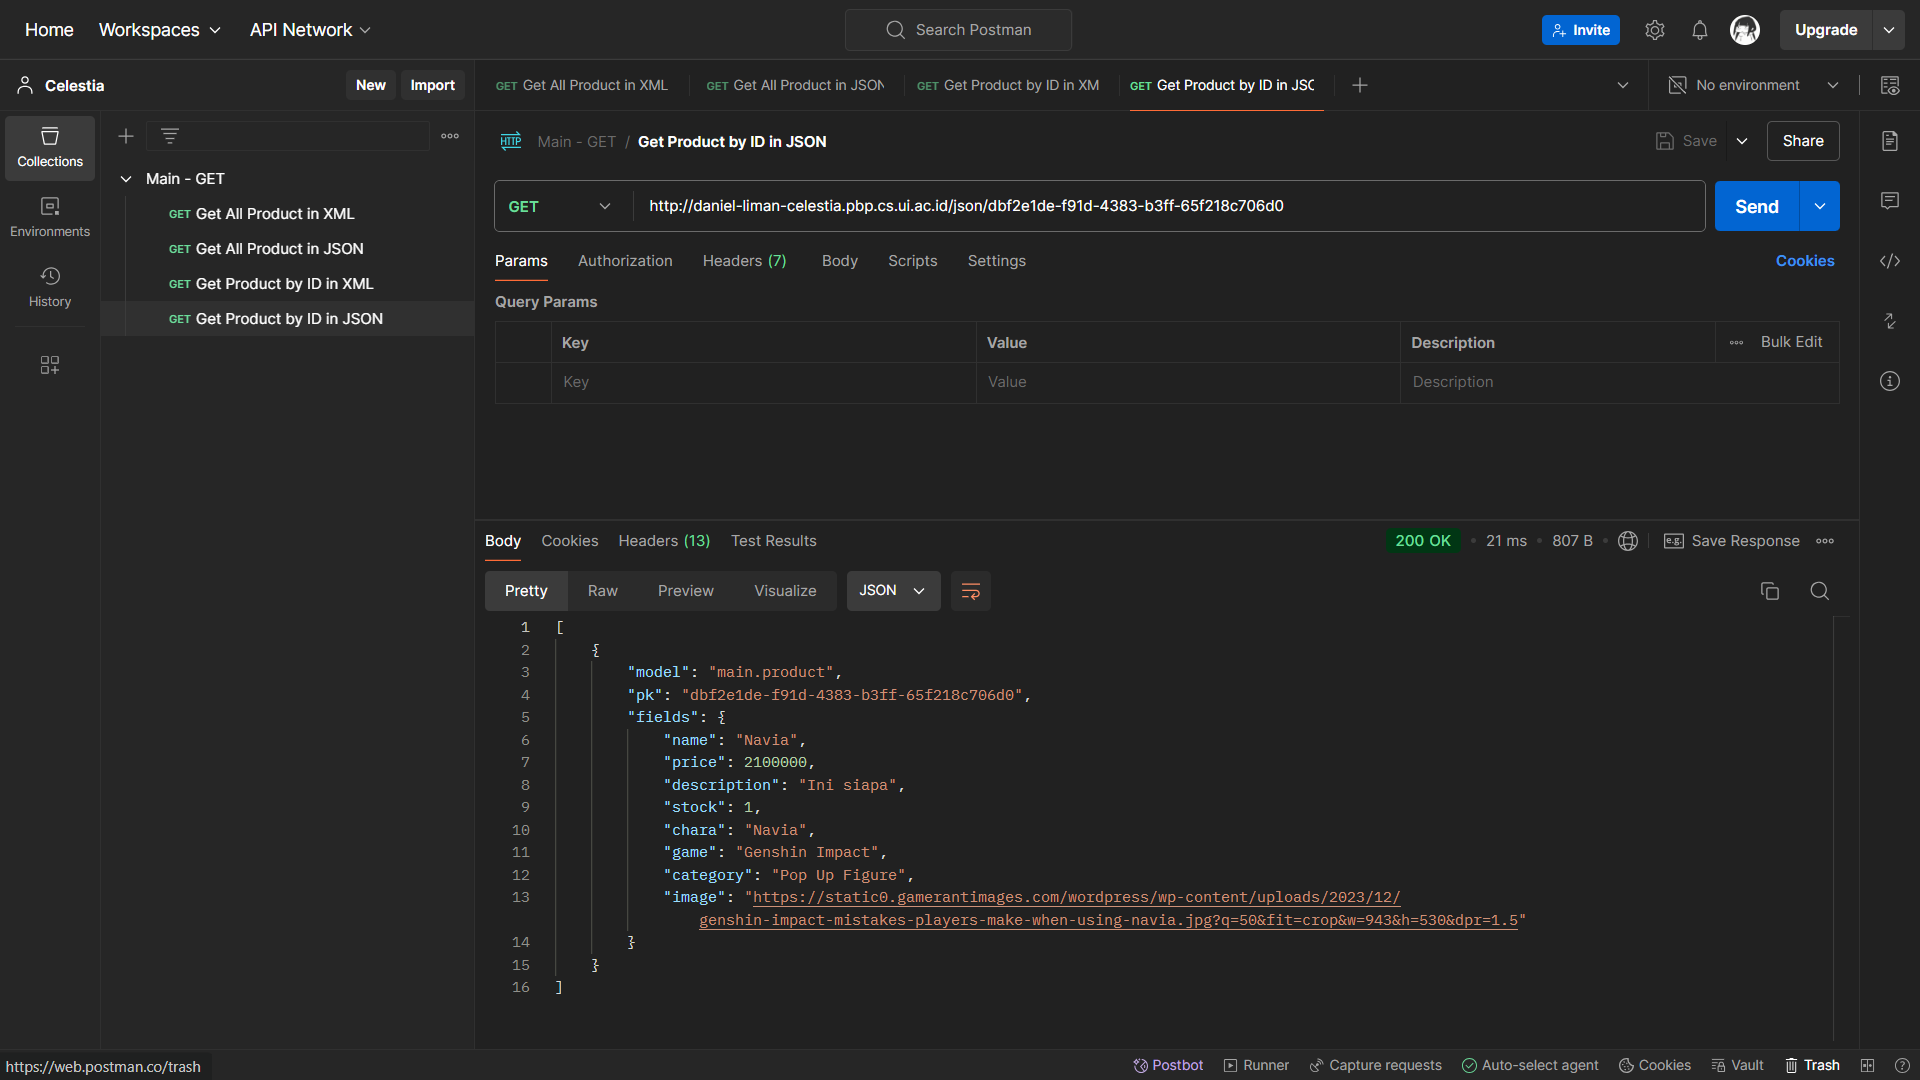 Home
Workspaces
API Network
Search Postman
Invite
Upgrade
Celestia
New
Import
GET Get All Product in XML
GET Get All Product in JSON
GET Get Product by ID in XM
GET Get Product by ID in JSC
No environment
Collections
Environments
History
Main - GET
GET Get All Product in XML
GET Get All Product in JSON
GET Get Product by ID in XML
GET Get Product by ID in JSON
HTTP Main - GET / Get Product by ID in JSON
Save
Share
GET
http://daniel-liman-celestia.pbp.cs.ui.ac.id/json/dbf2e1de-f91d-4383-b3ff-65f218c706d0
Send
Params
Authorization
Headers (7)
Body
Scripts
Settings
Cookies
Query Params
Key
Value
Description
Bulk Edit
Key
Value
Description
Body
Cookies
Headers (13)
Test Results
200 OK
21 ms
807 B
e.g. Save Response
Pretty
Raw
Preview
Visualize
JSON
1 [
2 {
3 "model": "main.product",
4 "pk": "dbf2e1de-f91d-4383-b3ff-65f218c706d0",
5 "fields": {
6 "name": "Navia",
7 "price": 2100000,
8 "description": "Ini siapa",
9 "stock": 1,
10 "chara": "Navia",
11 "game": "Genshin Impact",
12 "category": "Pop Up Figure",
13 "image": "https://static0.gamerantimages.com/wordpress/wp-content/uploads/2023/12/
genshin-impact-mistakes-players-make-when-using-navia.jpg?q=50&fit=crop&w=943&h=530&dpr=1.5"
14 }
15 }
16 ]
https://web.postman.co/trash
Postbot
Runner
Capture requests
Auto-select agent
Cookies
Vault
Trash